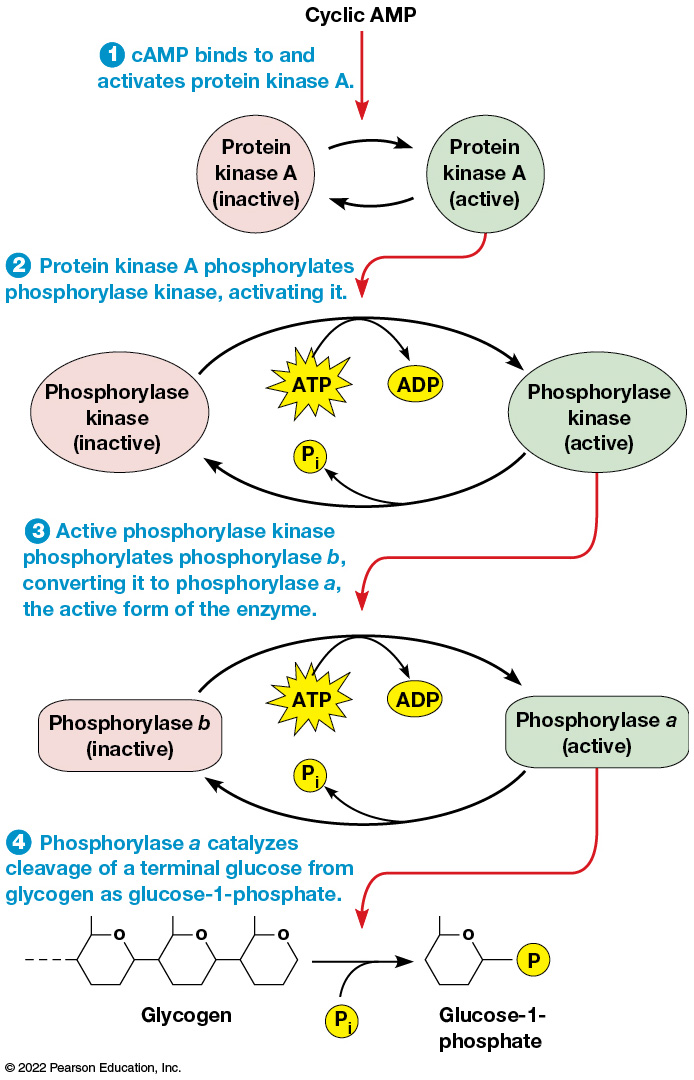 Cyclic AMP
1 cAMP binds to and
activates protein kinase A.
Protein
kinase A
(inactive)
Protein
kinase A
(active)
2 Protein kinase A phosphorylates
phosphorylase kinase, activating it.
Phosphorylase
kinase
(inactive)
ATP
ADP
Phosphorylase
kinase
(active)
Pi
3 Active phosphorylase kinase
phosphorylates phosphorylase b,
converting it to phosphorylase a,
the active form of the enzyme.
Phosphorylase b
(inactive)
ATP
ADP
Phosphorylase a
(active)
Pi
4 Phosphorylase a catalyzes
cleavage of a terminal glucose from
glycogen as glucose-1-phosphate.
O
O
O
O
P
Glycogen
Pi
Glucose-1-
phosphate
© 2022 Pearson Education, Inc.